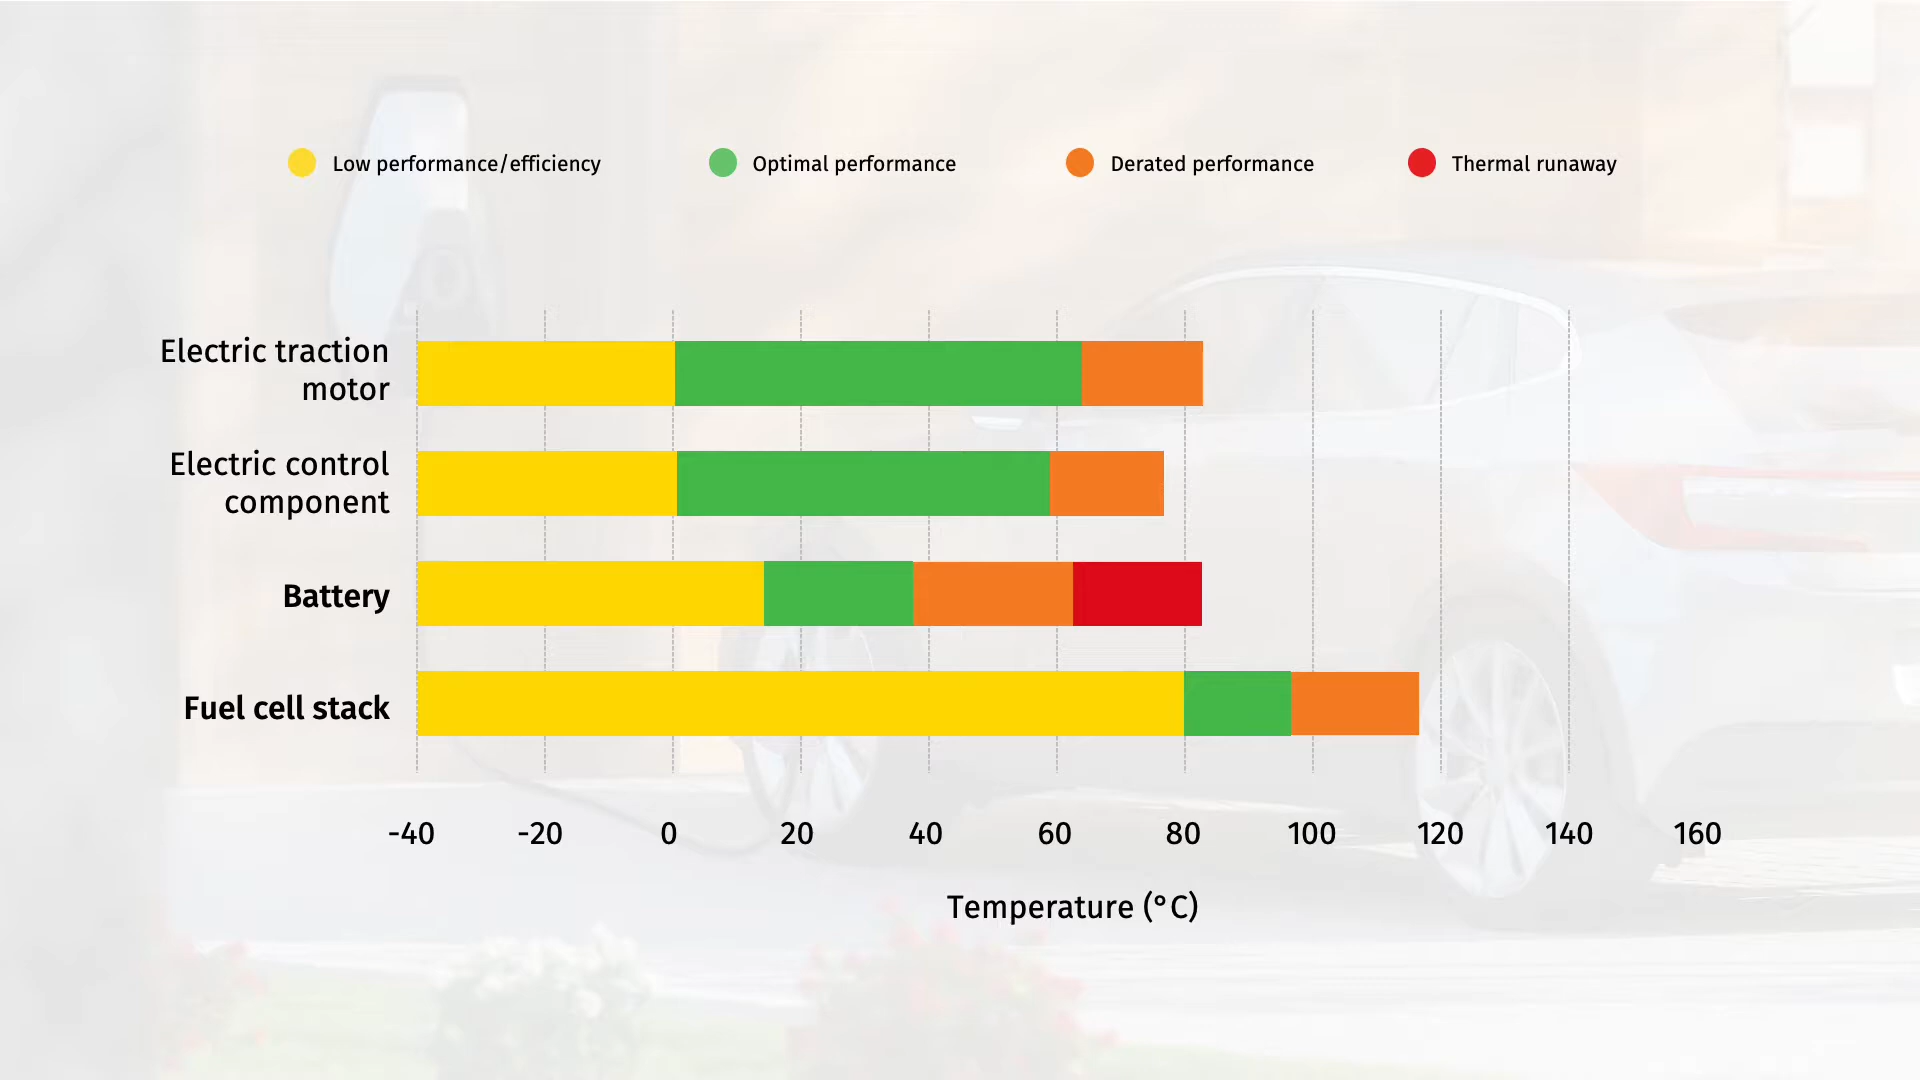 Low performance/efficiency
Optimal performance
Derated performance
Thermal runaway
Electric traction
motor
Electric control
component
Battery
Fuel cell stack
-40 -20 0 20 40 60 80 100 120 140 160
Temperature (°C)